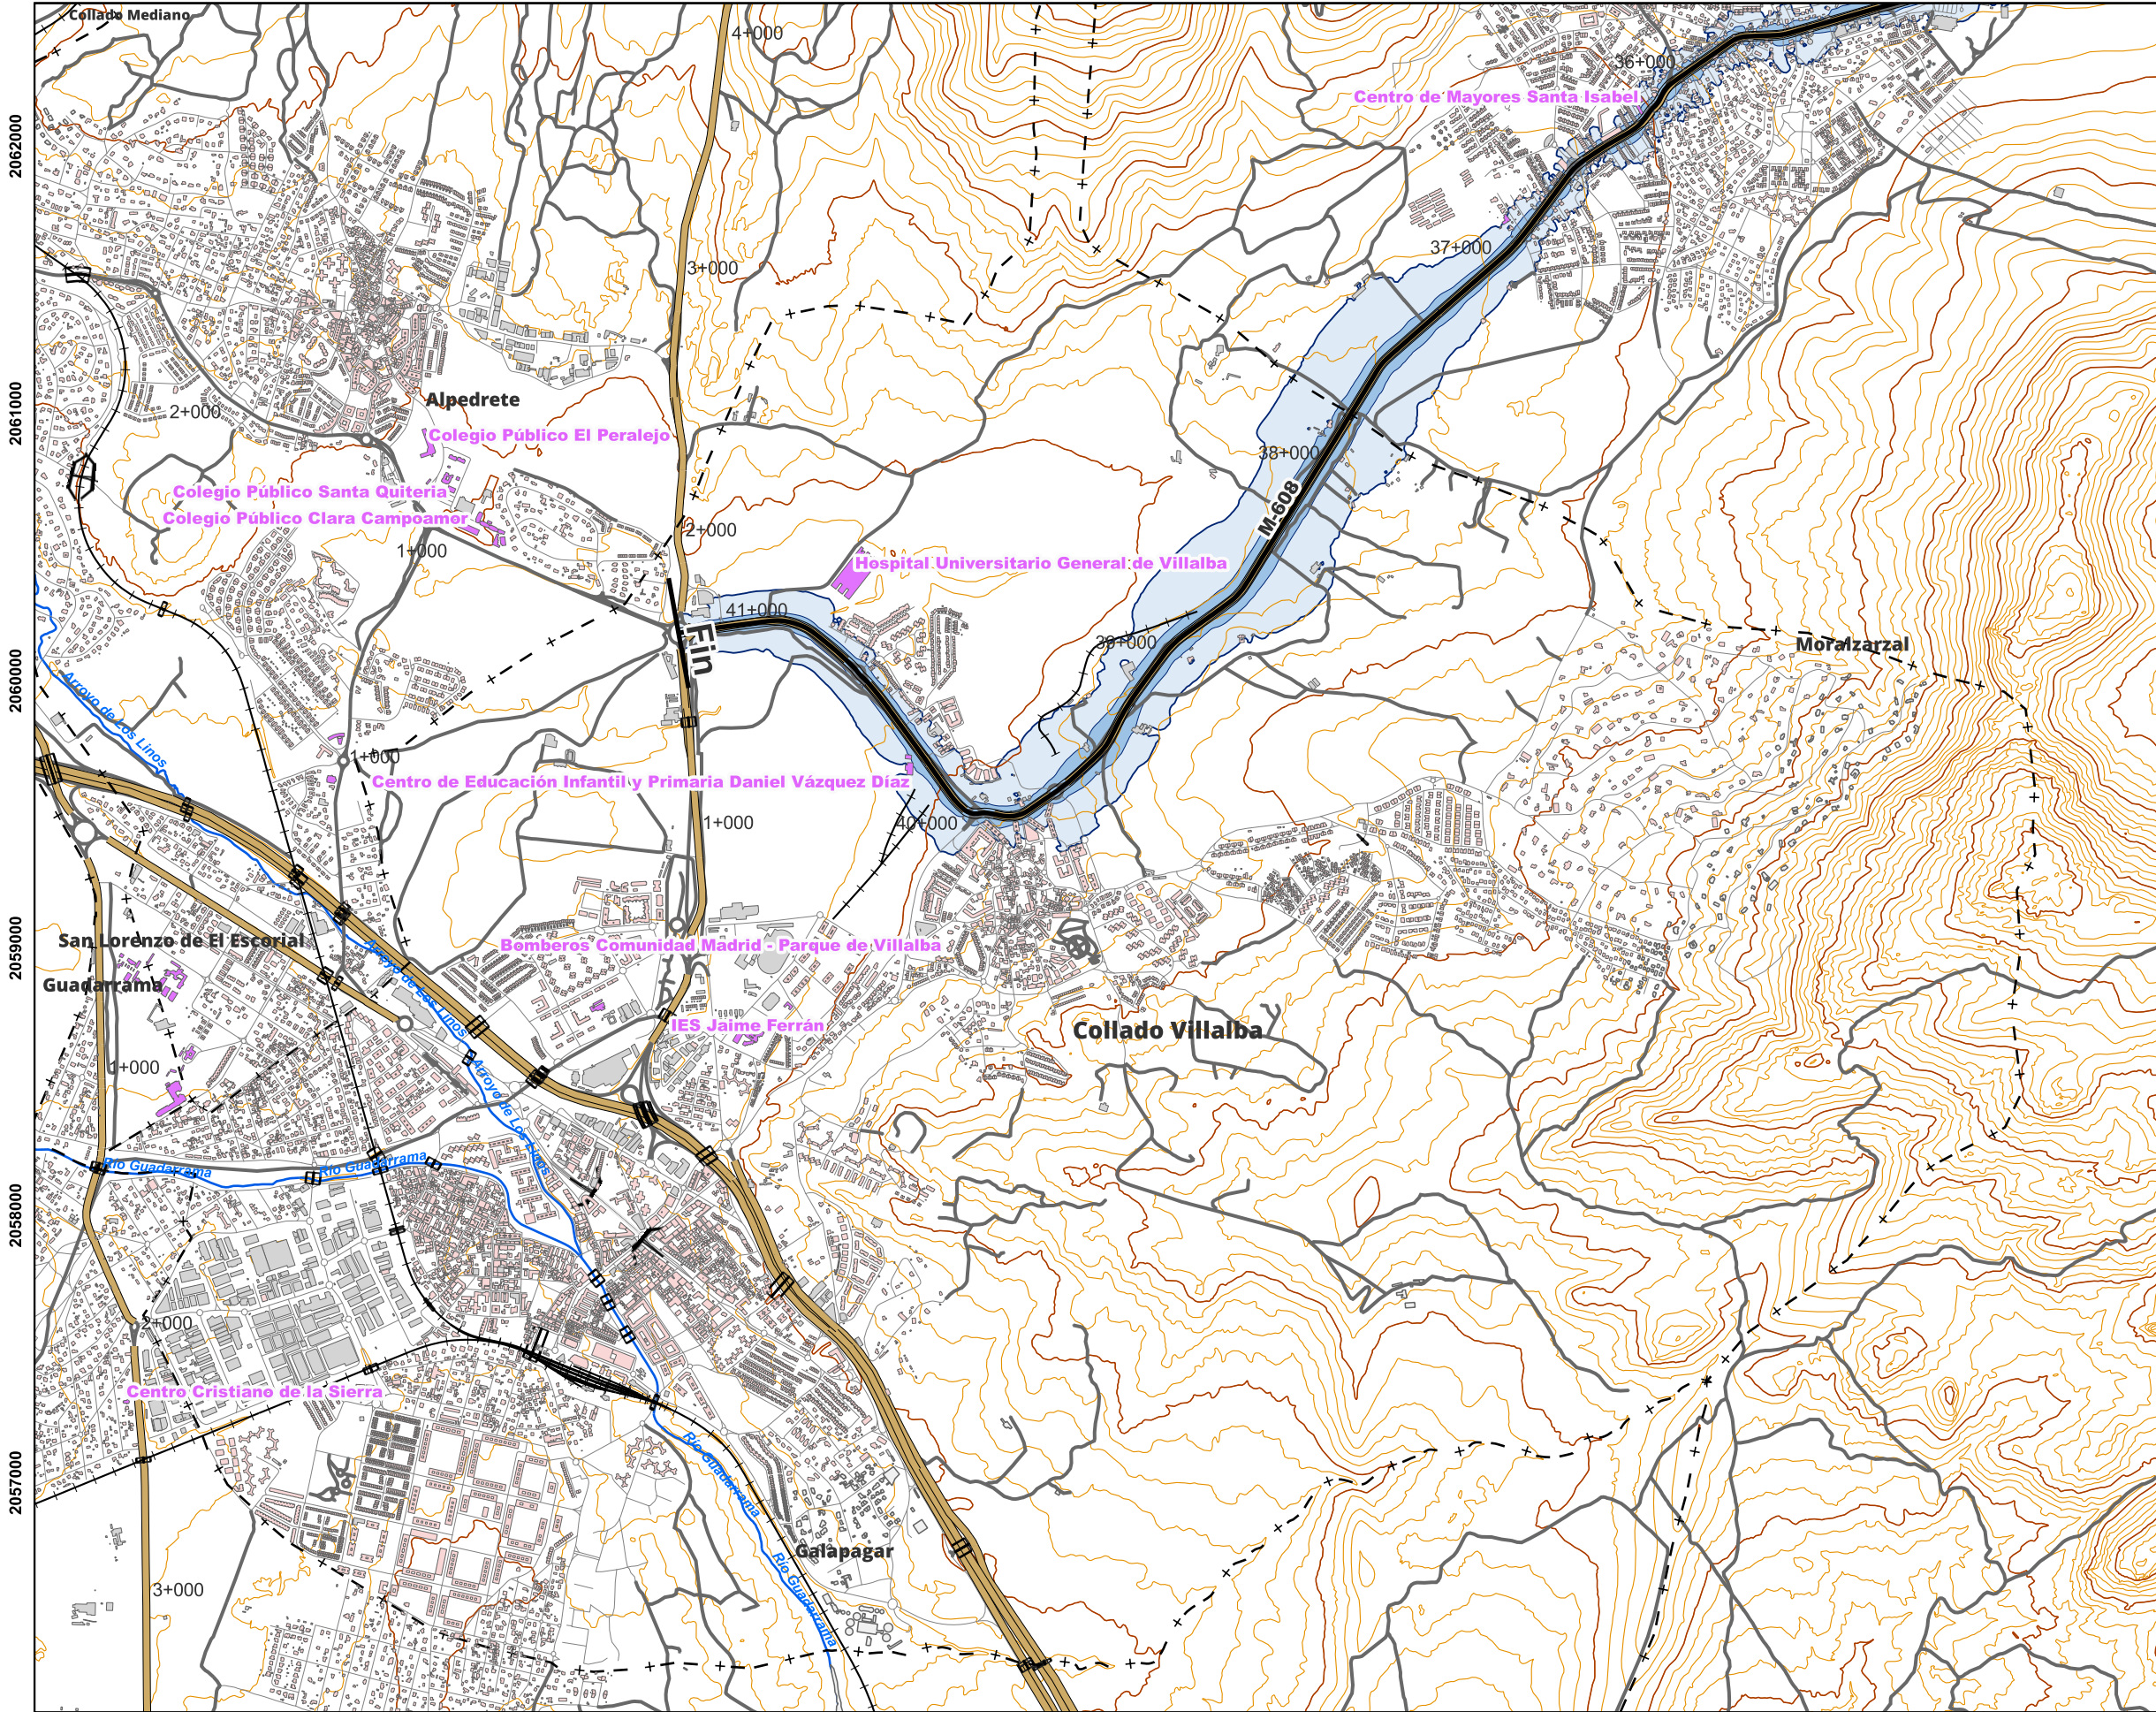 Collado Mediano
4+000
36+000
Centro de Mayores Santa Isabel
2062000
37+000
3+000
Alpedrete
2+000
2061000
Colegio Público El Peralejo
38+000
Colegio Público Santa Quiteria
M-608
Colegio Público Clara Campoamor
2+000
1+000
Hospital Universitario General de Villalba
41+000
Fin
39+000
Moralzarzal
2060000
Arroyo de Los Linos
1+000
Centro de Educación Infantil y Primaria Daniel Vázquez Díaz
1+000
40+000
2059000
San Lorenzo de El Escorial
Bomberos Comunidad Madrid - Parque de Villalba
Arroyo de Los Linos
Guadarrama
IES Jaime Ferrán
Collado Villalba
1+000
Arroyo de Los Linos
Río Guadarrama
Río Guadarrama
2058000
2+000
Centro Cristiano de la Sierra
2057000
Río Guadarrama
Galapagar
Río Guadarrama
3+000